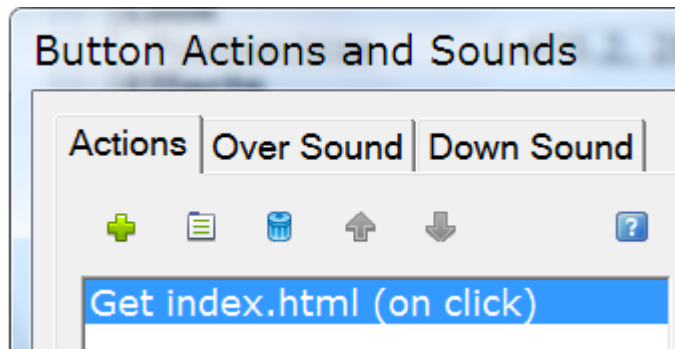 Button Actions and Sounds
Actions Over Sound Down Sound
?
Get index.html (on click)